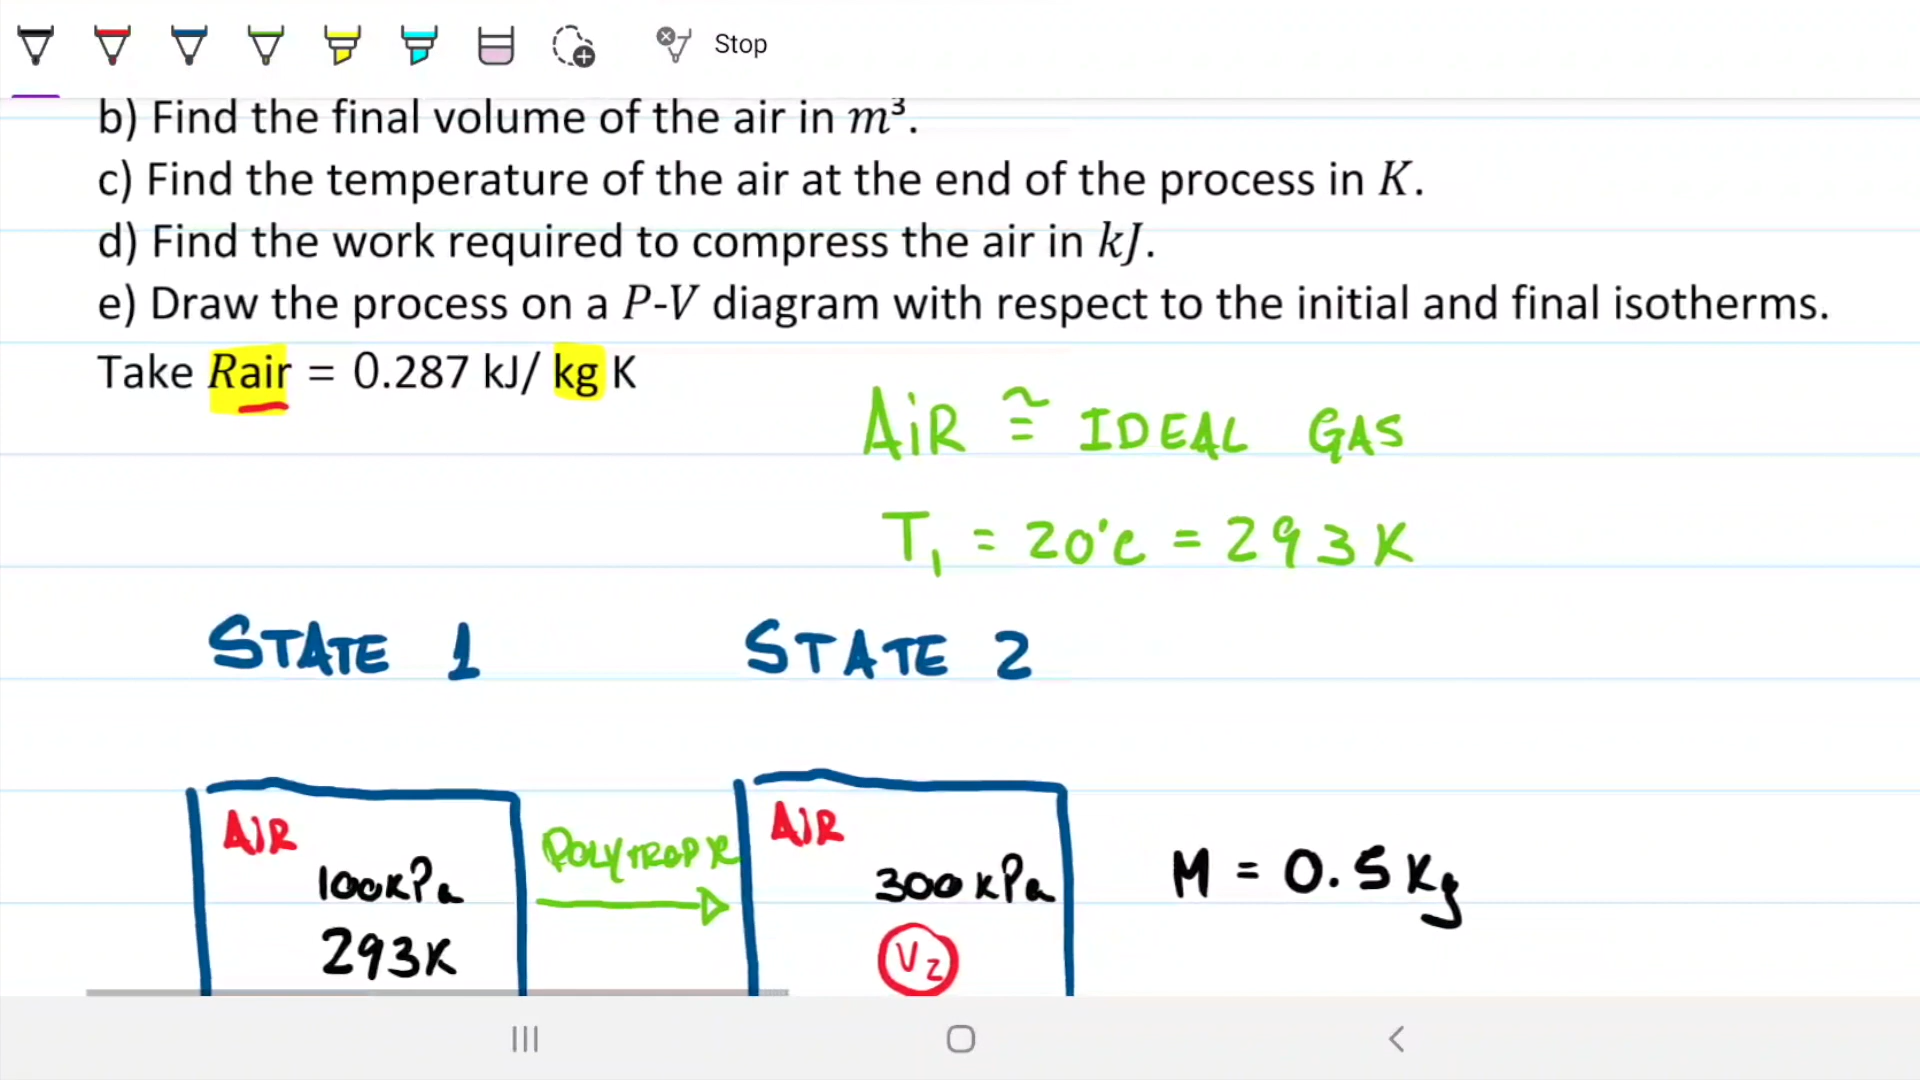 Stop
b) Find the final volume of the air in m³.
c) Find the temperature of the air at the end of the process in K.
d) Find the work required to compress the air in kJ.
e) Draw the process on a P-V diagram with respect to the initial and final isotherms.
Take Rair = 0.287 kJ/ kg K
AiR ≅ IDEAL GAS
T₁ = 20°C = 293 K
STATE 1 STATE 2
AIR POLYTROPIC AIR
100kPa 300 kPa M = 0.5 Kg
293K V₂